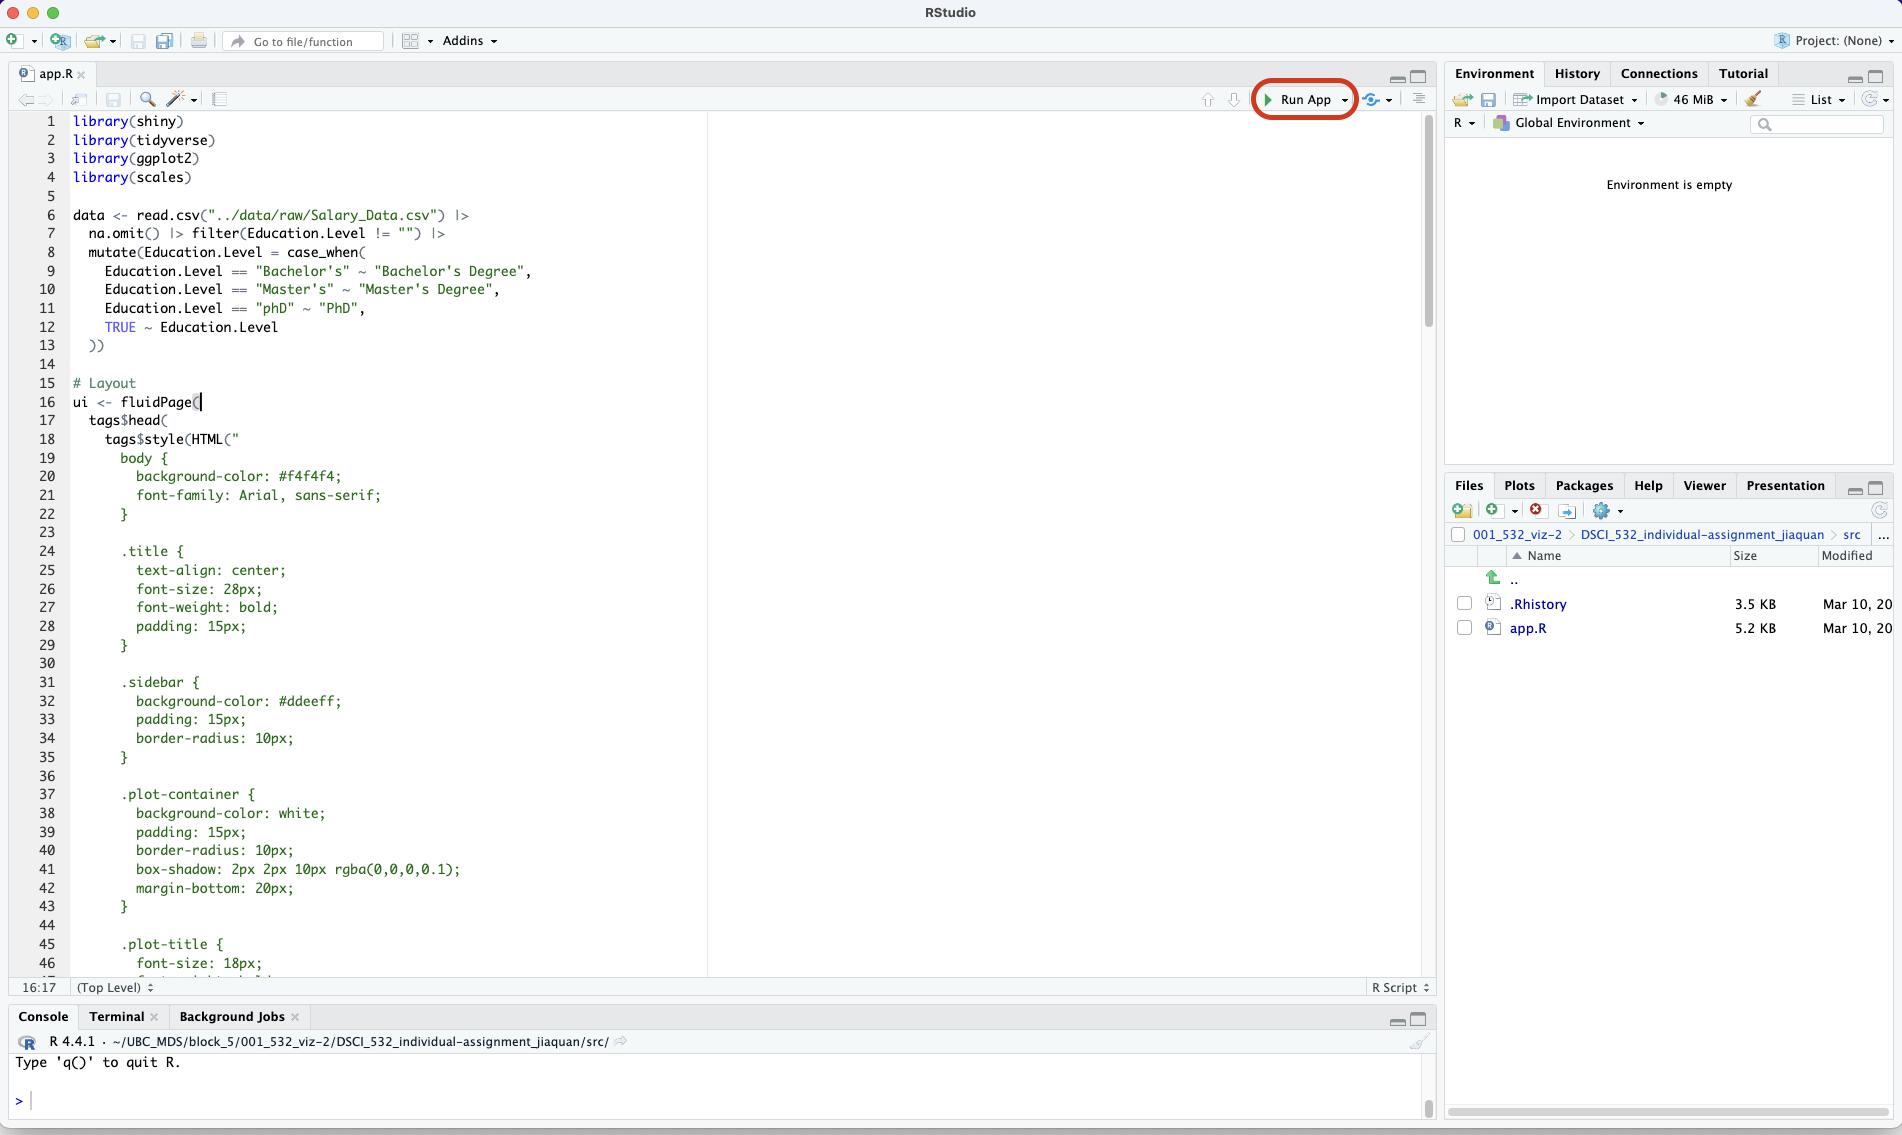 RStudio
Go to file/function
Addins
Project: (None)
app.R
Run App
1 library(shiny)
2 library(tidyverse)
3 library(ggplot2)
4 library(scales)
5
6 data <- read.csv("../data/raw/Salary_Data.csv") |>
7 na.omit() |> filter(Education.Level != "") |>
8 mutate(Education.Level = case_when(
9 Education.Level == "Bachelor's" ~ "Bachelor's Degree",
10 Education.Level == "Master's" ~ "Master's Degree",
11 Education.Level == "phD" ~ "PhD",
12 TRUE ~ Education.Level
13 ))
14
15 # Layout
16 ui <- fluidPage(
17 tags$head(
18 tags$style(HTML("
19 body {
20 background-color: #f4f4f4;
21 font-family: Arial, sans-serif;
22 }
23
24 .title {
25 text-align: center;
26 font-size: 28px;
27 font-weight: bold;
28 padding: 15px;
29 }
30
31 .sidebar {
32 background-color: #ddeeff;
33 padding: 15px;
34 border-radius: 10px;
35 }
36
37 .plot-container {
38 background-color: white;
39 padding: 15px;
40 border-radius: 10px;
41 box-shadow: 2px 2px 10px rgba(0,0,0,0.1);
42 margin-bottom: 20px;
43 }
44
45 .plot-title {
46 font-size: 18px;
16:17 (Top Level) R Script
Console Terminal Background Jobs
R 4.4.1 · ~/UBC_MDS/block_5/001_532_viz-2/DSCI_532_individual-assignment_jiaquan/src/
Type 'q()' to quit R.
>
Environment History Connections Tutorial
Import Dataset 46 MiB List
R Global Environment
Environment is empty
Files Plots Packages Help Viewer Presentation
001_532_viz-2 > DSCI_532_individual-assignment_jiaquan > src ...
Name Size Modified
..
.Rhistory 3.5 KB Mar 10, 20
app.R 5.2 KB Mar 10, 20